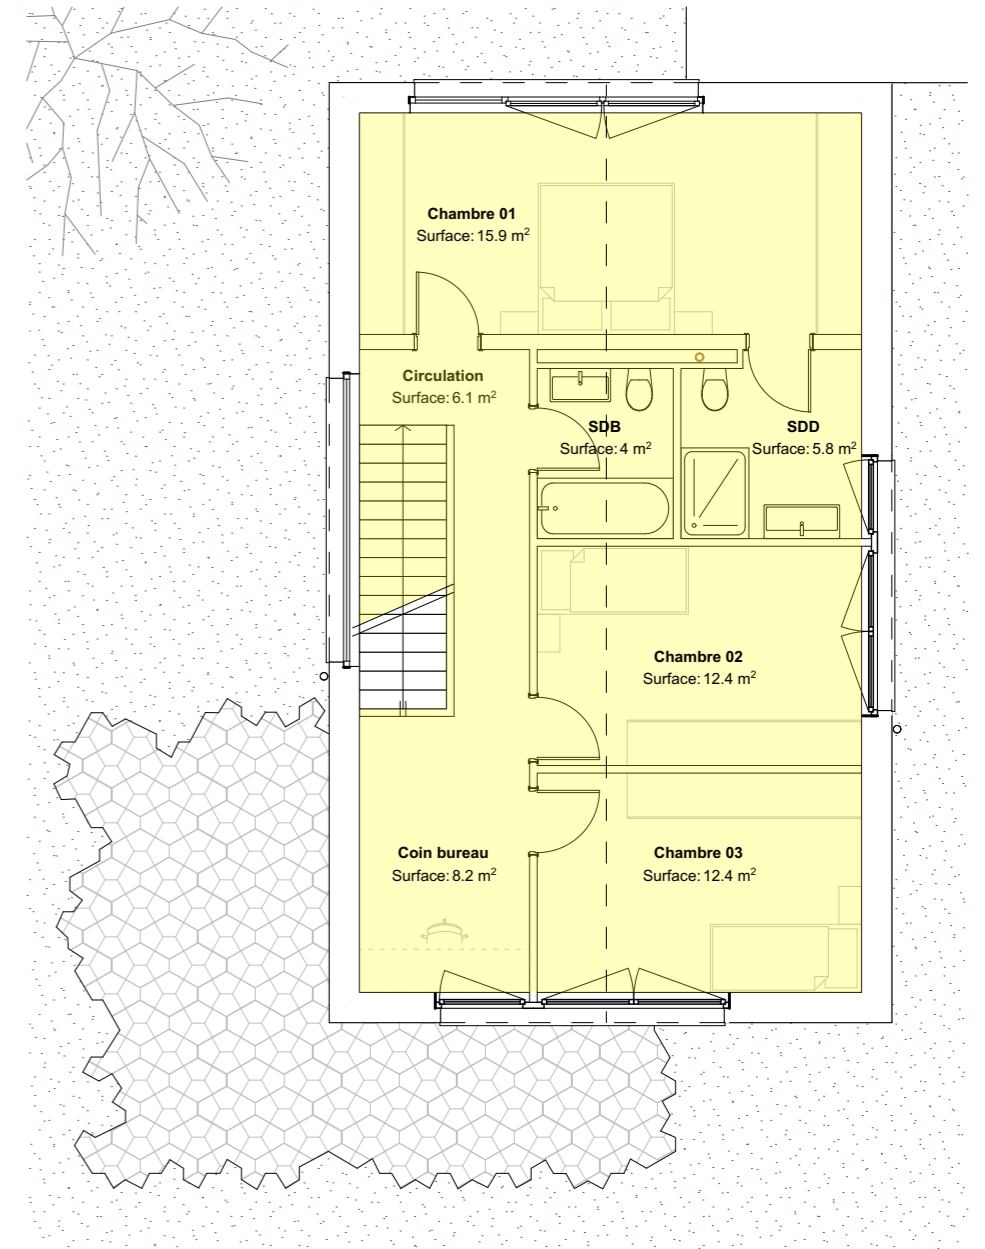 Chambre 01
Surface: 15.9 m²
Circulation
Surface: 6.1 m²
SDB
Surface: 4 m²
SDD
Surface: 5.8 m²
Chambre 02
Surface: 12.4 m²
Coin bureau
Surface: 8.2 m²
Chambre 03
Surface: 12.4 m²